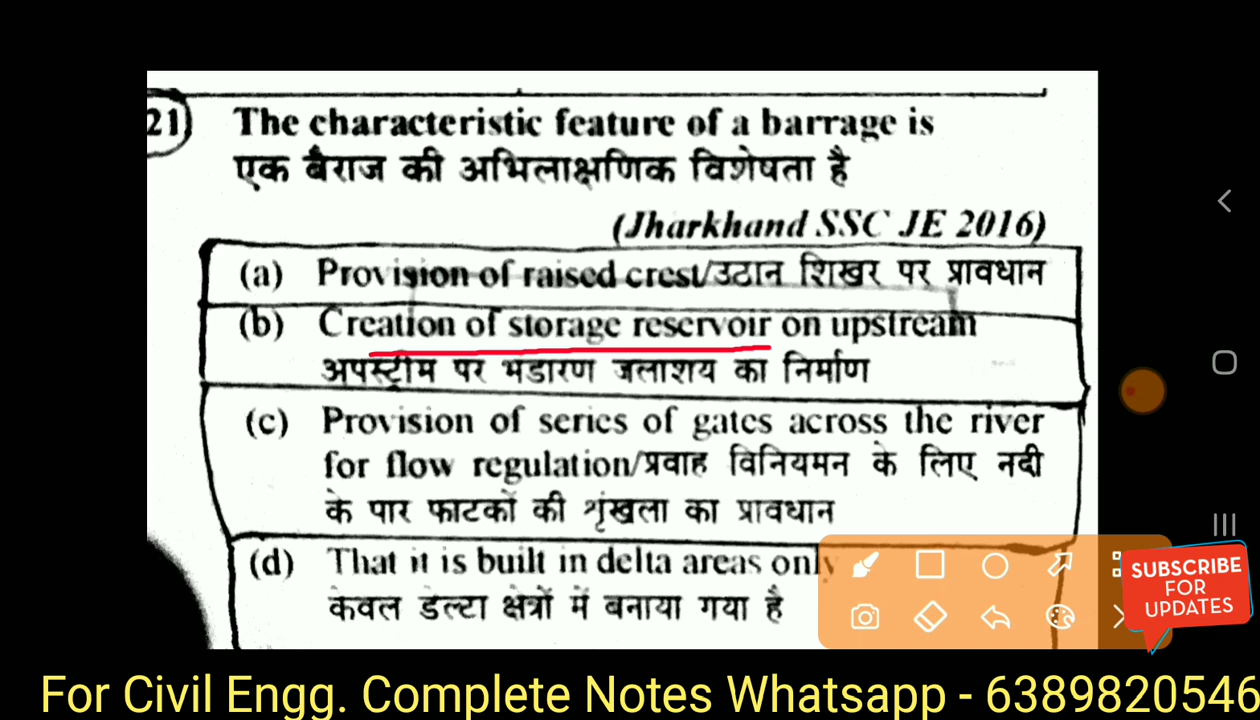 21) The characteristic feature of a barrage is
एक बैराज की अभिलाक्षणिक विशेषता है
(Jharkhand SSC JE 2016)
(a) Provision of raised crest/उठान शिखर पर प्रावधान
(b) Creation of storage reservoir on upstream
अपस्ट्रीम पर भंडारण जलाशय का निर्माण
(c) Provision of series of gates across the river
for flow regulation/प्रवाह विनियमन के लिए नदी
के पार फाटकों की शृंखला का प्रावधान
(d) That it is built in delta areas only
केवल डेल्टा क्षेत्रों में बनाया गया है
SUBSCRIBE
FOR
UPDATES
For Civil Engg. Complete Notes Whatsapp - 6389820546